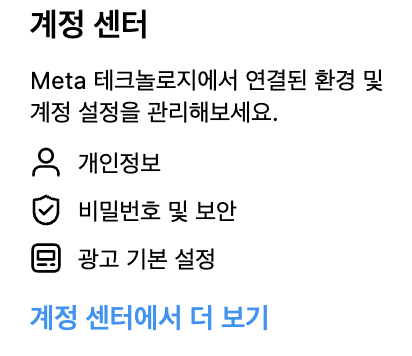 계정 센터
Meta 테크놀로지에서 연결된 환경 및
계정 설정을 관리해보세요.
개인정보
비밀번호 및 보안
광고 기본 설정
계정 센터에서 더 보기